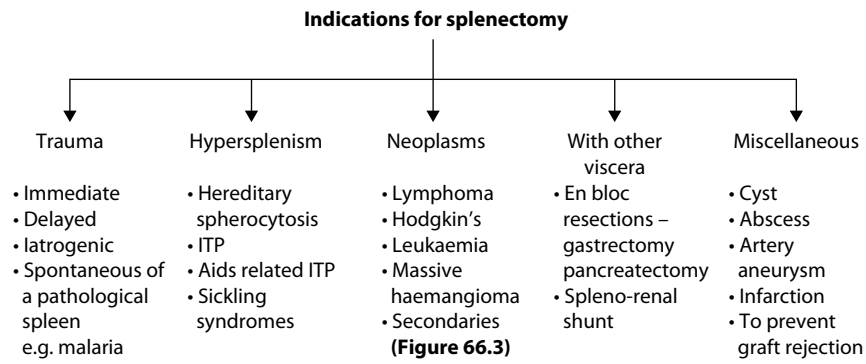 Indications for splenectomy
Trauma
• Immediate
• Delayed
• Iatrogenic
• Spontaneous of
a pathological
spleen
e.g. malaria
Hypersplenism
• Hereditary
spherocytosis
• ITP
• Aids related ITP
• Sickling
syndromes
Neoplasms
• Lymphoma
• Hodgkin's
• Leukaemia
• Massive
haemangioma
• Secondaries
(Figure 66.3)
With other
viscera
• En bloc
resections –
gastrectomy
pancreatectomy
• Spleno-renal
shunt
Miscellaneous
• Cyst
• Abscess
• Artery
aneurysm
• Infarction
• To prevent
graft rejection